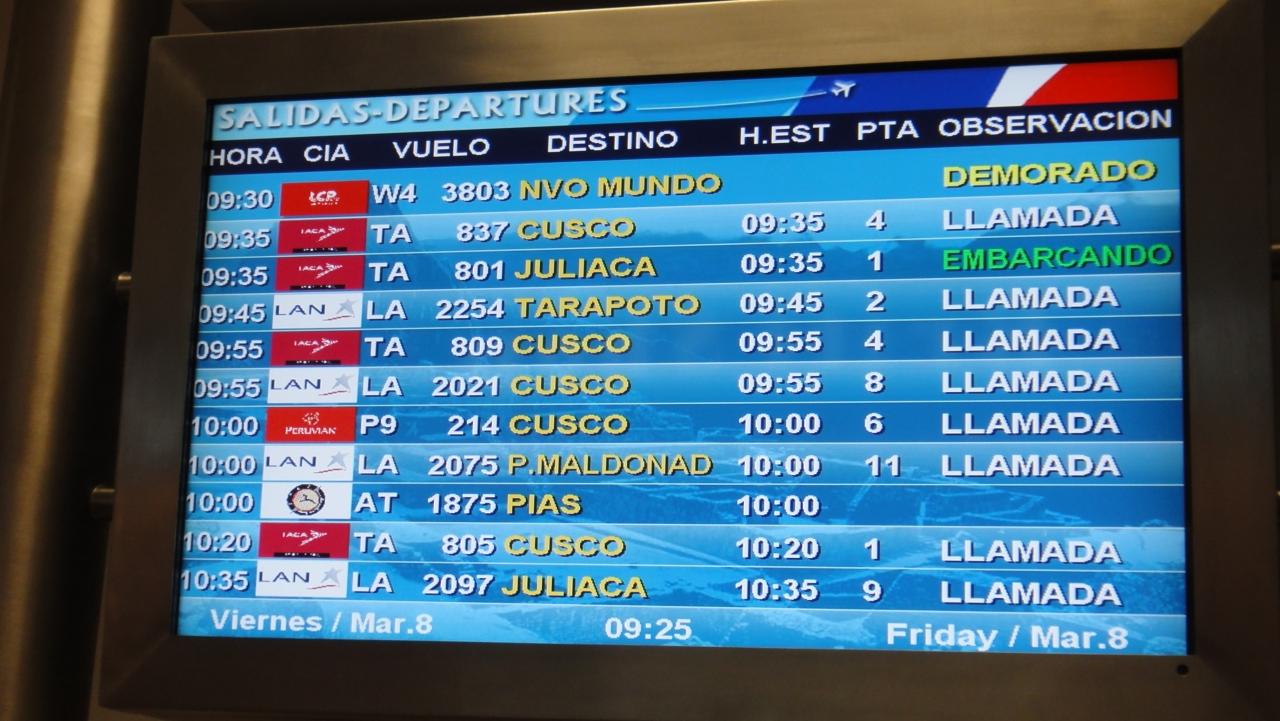 SALIDAS-DEPARTURES
HORA CIA VUELO DESTINO H.EST PTA OBSERVACION
09:30 LCP W4 3803 NVO MUNDO DEMORADO
09:35 TACA TA 837 CUSCO 09:35 4 LLAMADA
09:35 TACA TA 801 JULIACA 09:35 1 EMBARCANDO
09:45 LAN LA 2254 TARAPOTO 09:45 2 LLAMADA
09:55 TACA TA 809 CUSCO 09:55 4 LLAMADA
09:55 LAN LA 2021 CUSCO 09:55 8 LLAMADA
10:00 PERUVIAN P9 214 CUSCO 10:00 6 LLAMADA
10:00 LAN LA 2075 P.MALDONAD 10:00 11 LLAMADA
10:00 AT 1875 PIAS 10:00
10:20 TACA TA 805 CUSCO 10:20 1 LLAMADA
10:35 LAN LA 2097 JULIACA 10:35 9 LLAMADA
Viernes / Mar.8 09:25 Friday / Mar.8